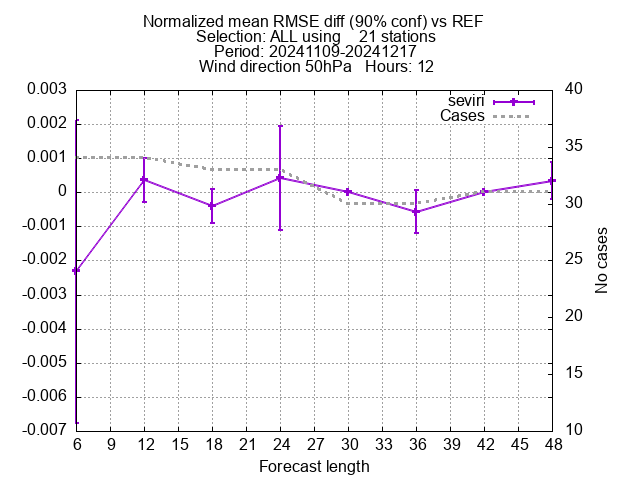 Normalized mean RMSE diff (90% conf) vs REF
Selection: ALL using    21 stations
Period: 20241109-20241217
Wind direction 50hPa   Hours: 12
seviri
Cases
0.003
0.002
0.001
0
-0.001
-0.002
-0.003
-0.004
-0.005
-0.006
-0.007
40
35
30
25
20
15
10
No cases
6 9 12 15 18 21 24 27 30 33 36 39 42 45 48
Forecast length